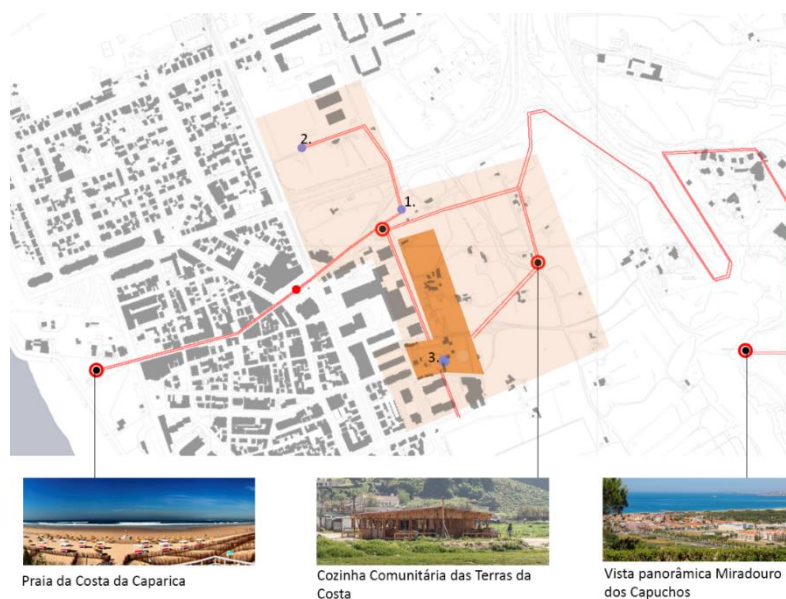 2.
1.
3.
Praia da Costa da Caparica
Cozinha Comunitária das Terras da
Costa
Vista panorâmica Miradouro
dos Capuchos